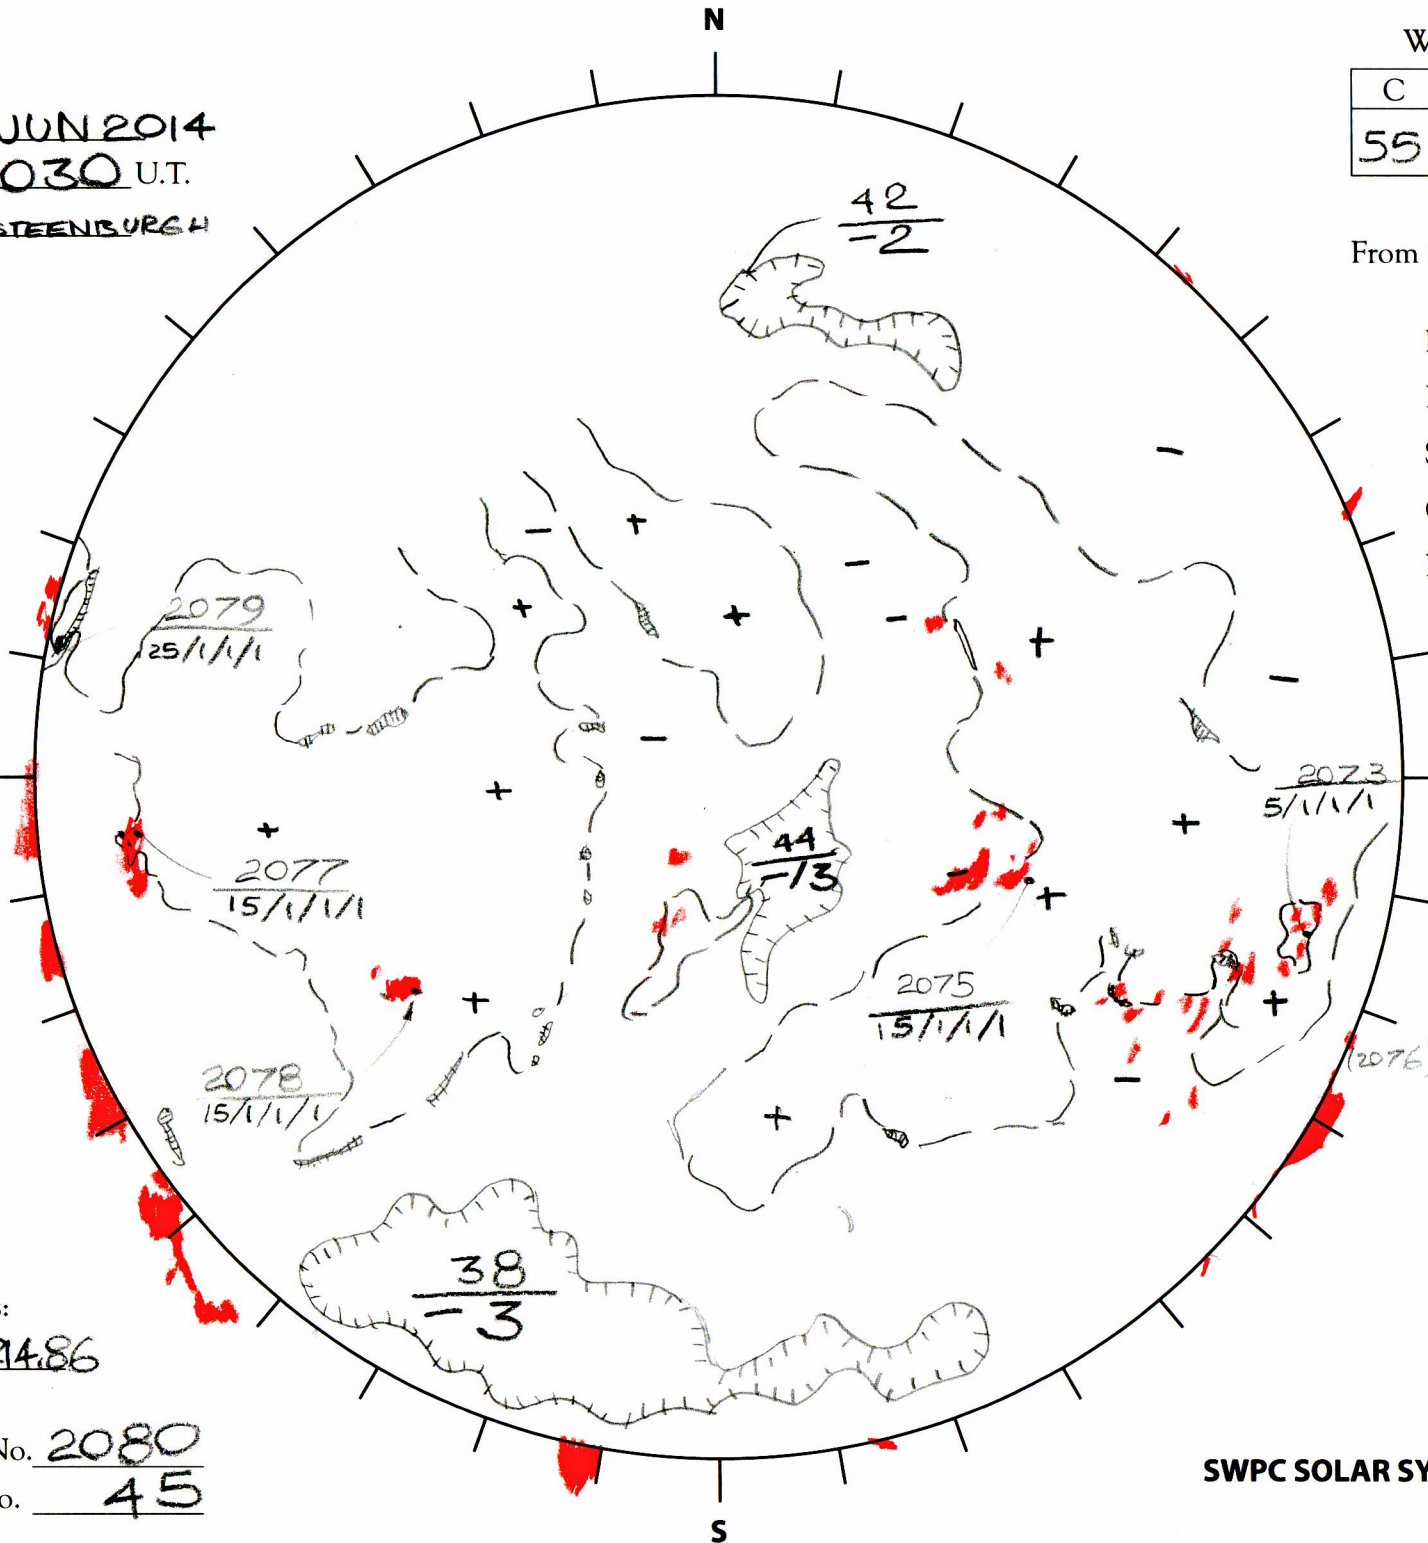 N
W
C
55
JUN 2014
030 U.T.
STEENBURGH
From
42
-2
-
- +
-
+ + - +
2079
25/1/1/1
-
-
+
2073
5/1/1/1
+
+
44
-13
2077
15/1/1/1
-
+
+
2075
15/1/1/1
+
(2076
2078
15/1/1/1
-
+
38
-3
s:
14.86
No. 2080
o. 45
SWPC SOLAR SY
S